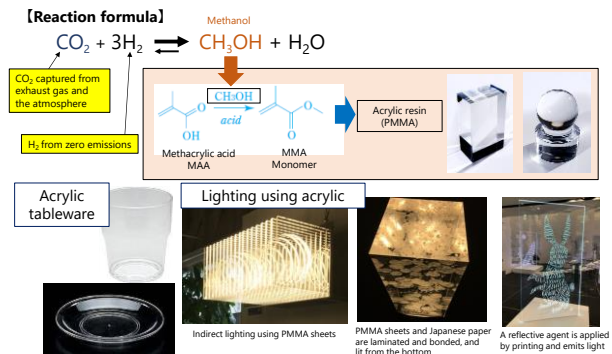 【Reaction formula】
Methanol
CO₂ + 3H₂ ⇌ CH₃OH + H₂O
CO₂ captured from
exhaust gas and
the atmosphere
H₂ from zero emissions
CH₃OH
acid
O
OH
O
O
Methacrylic acid
MAA
MMA
Monomer
Acrylic resin
(PMMA)
Acrylic
tableware
Lighting using acrylic
Indirect lighting using PMMA sheets
PMMA sheets and Japanese paper
are laminated and bonded, and
lit from the bottom
A reflective agent is applied
by printing and emits light